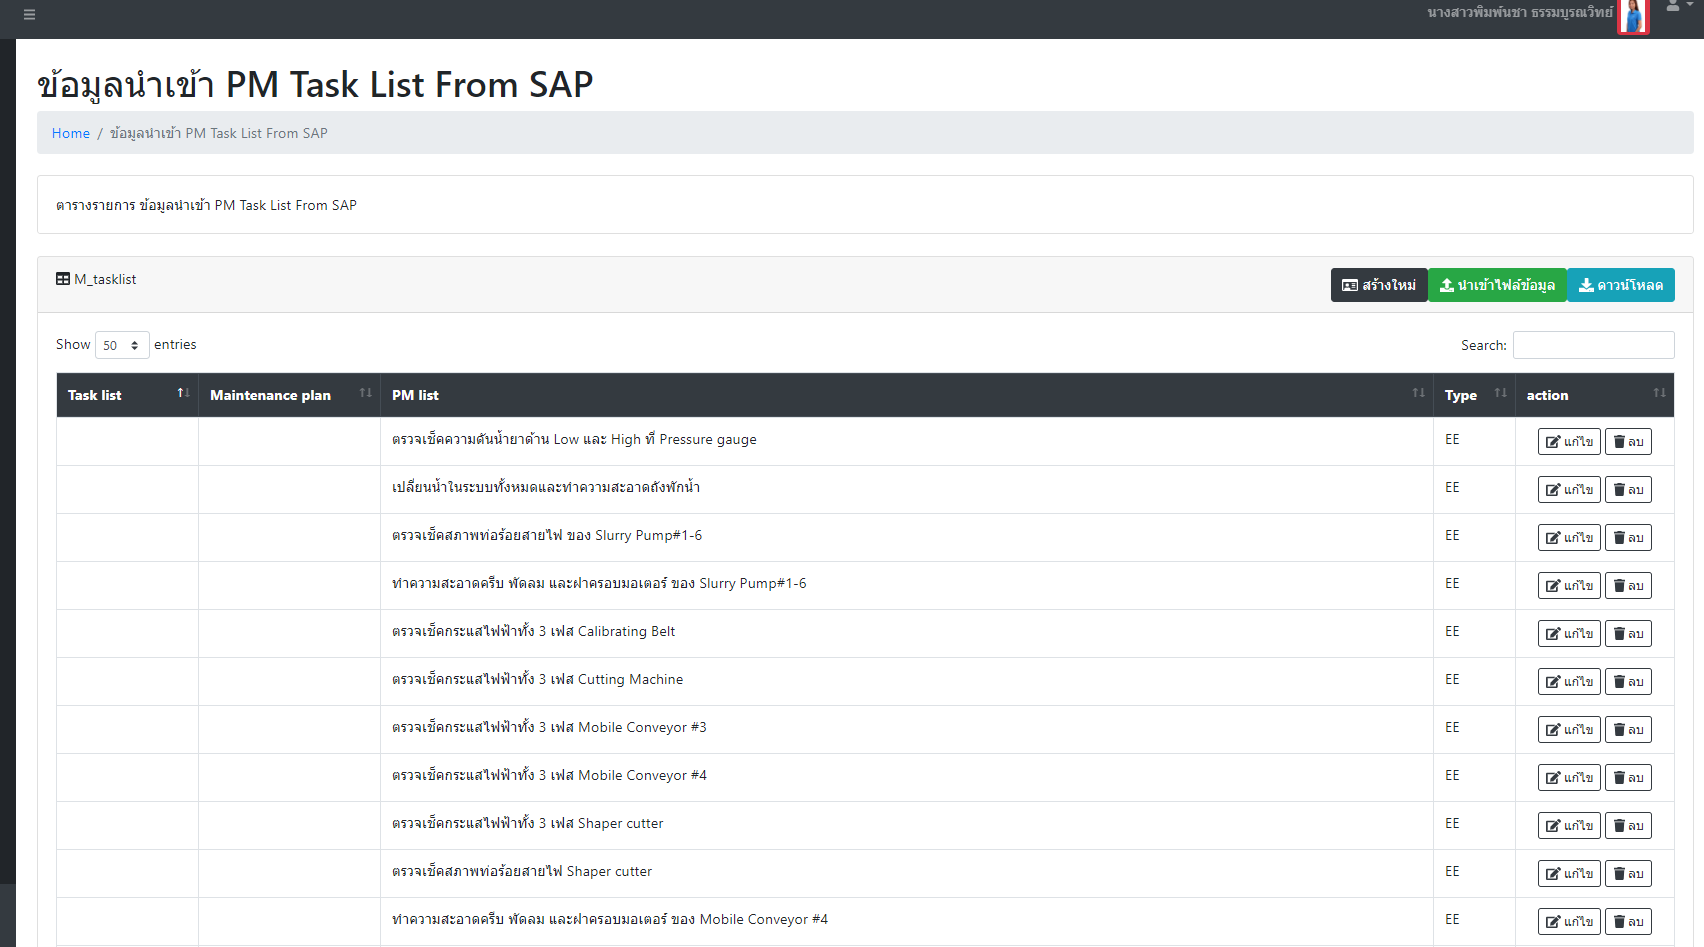 นางสาวพิมพ์นชา ธรรมบูรณวิทย์
ข้อมูลนำเข้า PM Task List From SAP
Home / ข้อมูลนำเข้า PM Task List From SAP
ตารางรายการ ข้อมูลนำเข้า PM Task List From SAP
M_tasklist
สร้างใหม่ นำเข้าไฟล์ข้อมูล ดาวน์โหลด
Show 50 entries
Search:
Task list Maintenance plan PM list Type action
ตรวจเช็คความดันน้ำยาด้าน Low และ High ที่ Pressure gauge EE แก้ไข ลบ
เปลี่ยนน้ำในระบบทั้งหมดและทำความสะอาดถังพักน้ำ EE แก้ไข ลบ
ตรวจเช็คสภาพท่อร้อยสายไฟ ของ Slurry Pump#1-6 EE แก้ไข ลบ
ทำความสะอาดครีบ พัดลม และฝาครอบมอเตอร์ ของ Slurry Pump#1-6 EE แก้ไข ลบ
ตรวจเช็คกระแสไฟฟ้าทั้ง 3 เฟส Calibrating Belt EE แก้ไข ลบ
ตรวจเช็คกระแสไฟฟ้าทั้ง 3 เฟส Cutting Machine EE แก้ไข ลบ
ตรวจเช็คกระแสไฟฟ้าทั้ง 3 เฟส Mobile Conveyor #3 EE แก้ไข ลบ
ตรวจเช็คกระแสไฟฟ้าทั้ง 3 เฟส Mobile Conveyor #4 EE แก้ไข ลบ
ตรวจเช็คกระแสไฟฟ้าทั้ง 3 เฟส Shaper cutter EE แก้ไข ลบ
ตรวจเช็คสภาพท่อร้อยสายไฟ Shaper cutter EE แก้ไข ลบ
ทำความสะอาดครีบ พัดลม และฝาครอบมอเตอร์ ของ Mobile Conveyor #4 EE แก้ไข ลบ